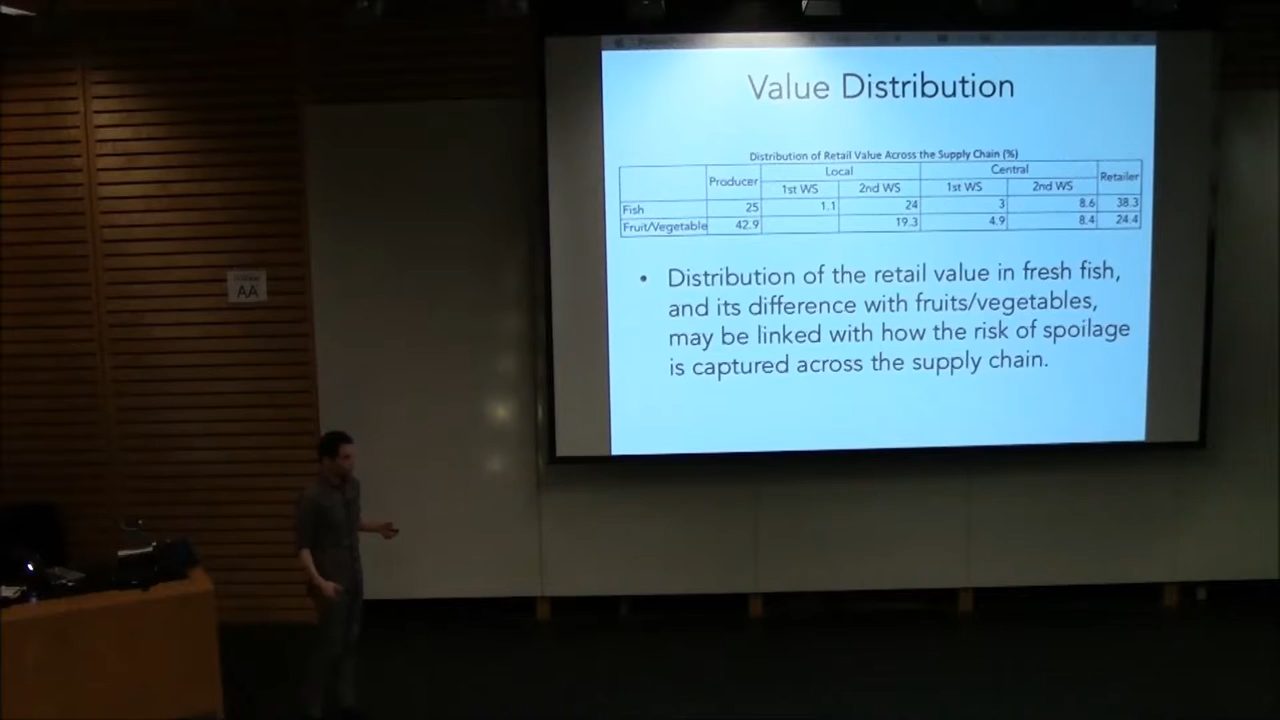 Value Distribution
Distribution of Retail Value Across the Supply Chain (%)
Producer Local Central Retailer
1st WS 2nd WS 1st WS 2nd WS
Fish 25 1.1 24 3 8.6 38.3
Fruit/Vegetable 42.9 19.3 4.9 8.4 24.4
• Distribution of the retail value in fresh fish,
and its difference with fruits/vegetables,
may be linked with how the risk of spoilage
is captured across the supply chain.
AA